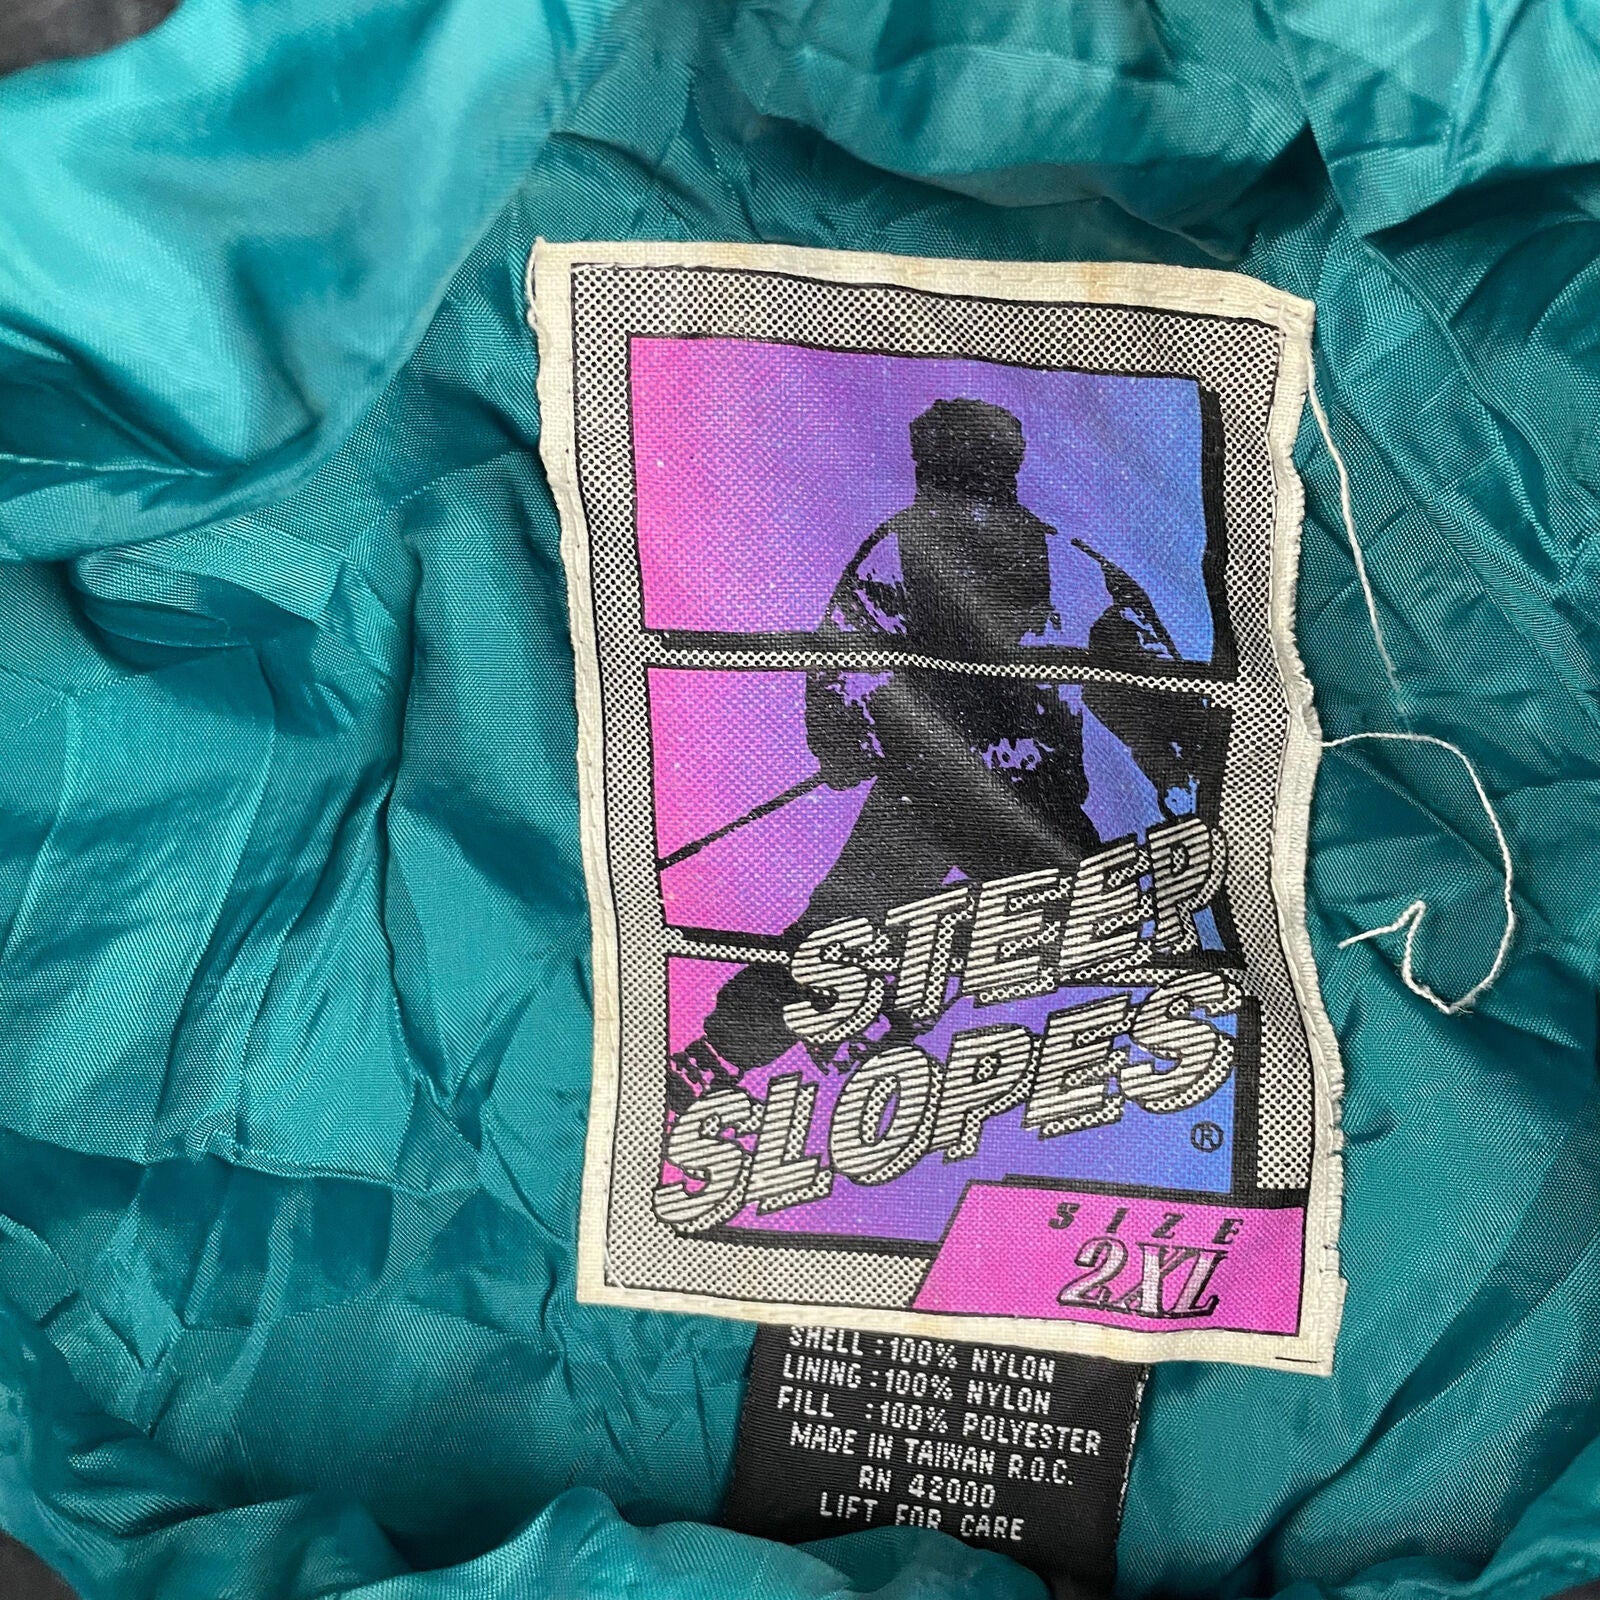 STEEP
SLOPES
®
SIZE
2XL
SHELL : 100% NYLON
LINING : 100% NYLON
FILL : 100% POLYESTER
MADE IN TAIWAN R.O.C.
RN 42000
LIFT FOR CARE